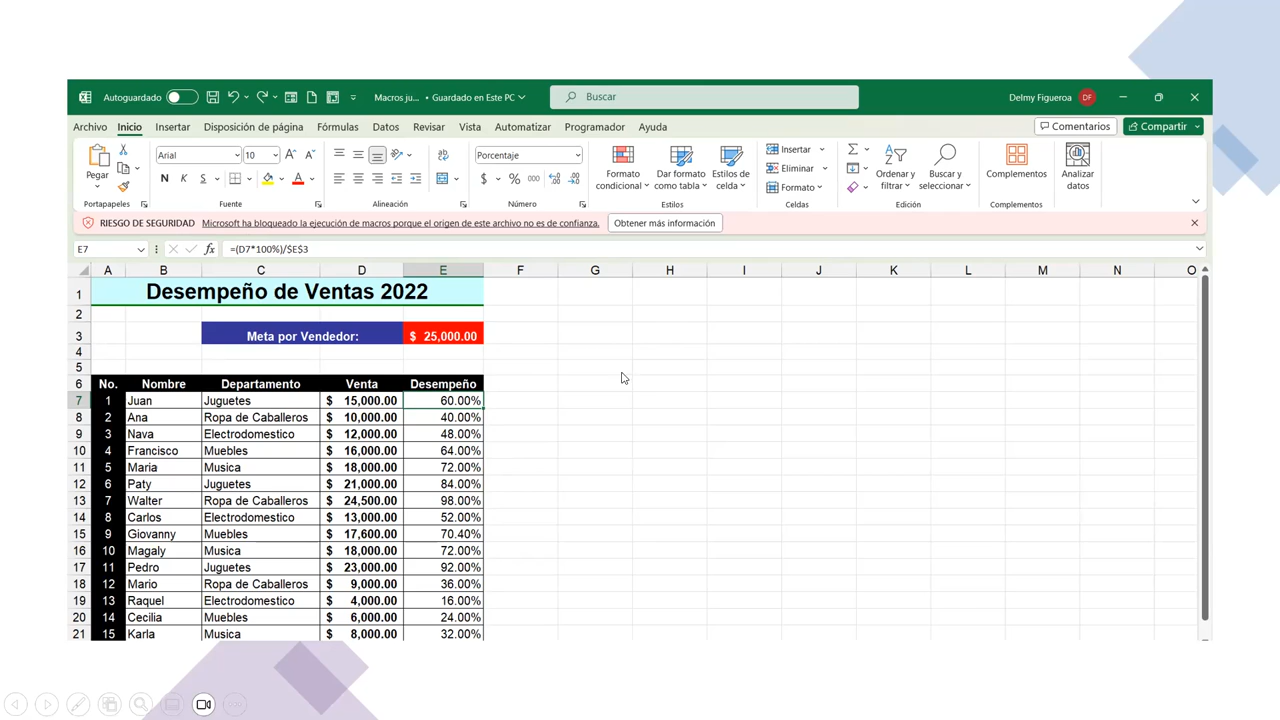 Autoguardado
Macros ju... • Guardado en Este PC
Buscar
Delmy Figueroa DF
Archivo Inicio Insertar Disposición de página Fórmulas Datos Revisar Vista Automatizar Programador Ayuda
Comentarios Compartir
Pegar
Arial 10
N K S
Porcentaje
$ % 000
Formato condicional
Dar formato como tabla
Estilos de celda
Insertar
Eliminar
Formato
Ordenar y filtrar
Buscar y seleccionar
Complementos
Analizar datos
Portapapeles Fuente Alineación Número Estilos Celdas Edición Complementos
RIESGO DE SEGURIDAD Microsoft ha bloqueado la ejecución de macros porque el origen de este archivo no es de confianza. Obtener más información
E7 fx =(D7*100%)/$E$3
A B C D E F G H I J K L M N O
1 Desempeño de Ventas 2022
2
3 Meta por Vendedor: $ 25,000.00
4
5
6 No. Nombre Departamento Venta Desempeño
7 1 Juan Juguetes $ 15,000.00 60.00%
8 2 Ana Ropa de Caballeros $ 10,000.00 40.00%
9 3 Nava Electrodomestico $ 12,000.00 48.00%
10 4 Francisco Muebles $ 16,000.00 64.00%
11 5 Maria Musica $ 18,000.00 72.00%
12 6 Paty Juguetes $ 21,000.00 84.00%
13 7 Walter Ropa de Caballeros $ 24,500.00 98.00%
14 8 Carlos Electrodomestico $ 13,000.00 52.00%
15 9 Giovanny Muebles $ 17,600.00 70.40%
16 10 Magaly Musica $ 18,000.00 72.00%
17 11 Pedro Juguetes $ 23,000.00 92.00%
18 12 Mario Ropa de Caballeros $ 9,000.00 36.00%
19 13 Raquel Electrodomestico $ 4,000.00 16.00%
20 14 Cecilia Muebles $ 6,000.00 24.00%
21 15 Karla Musica $ 8,000.00 32.00%